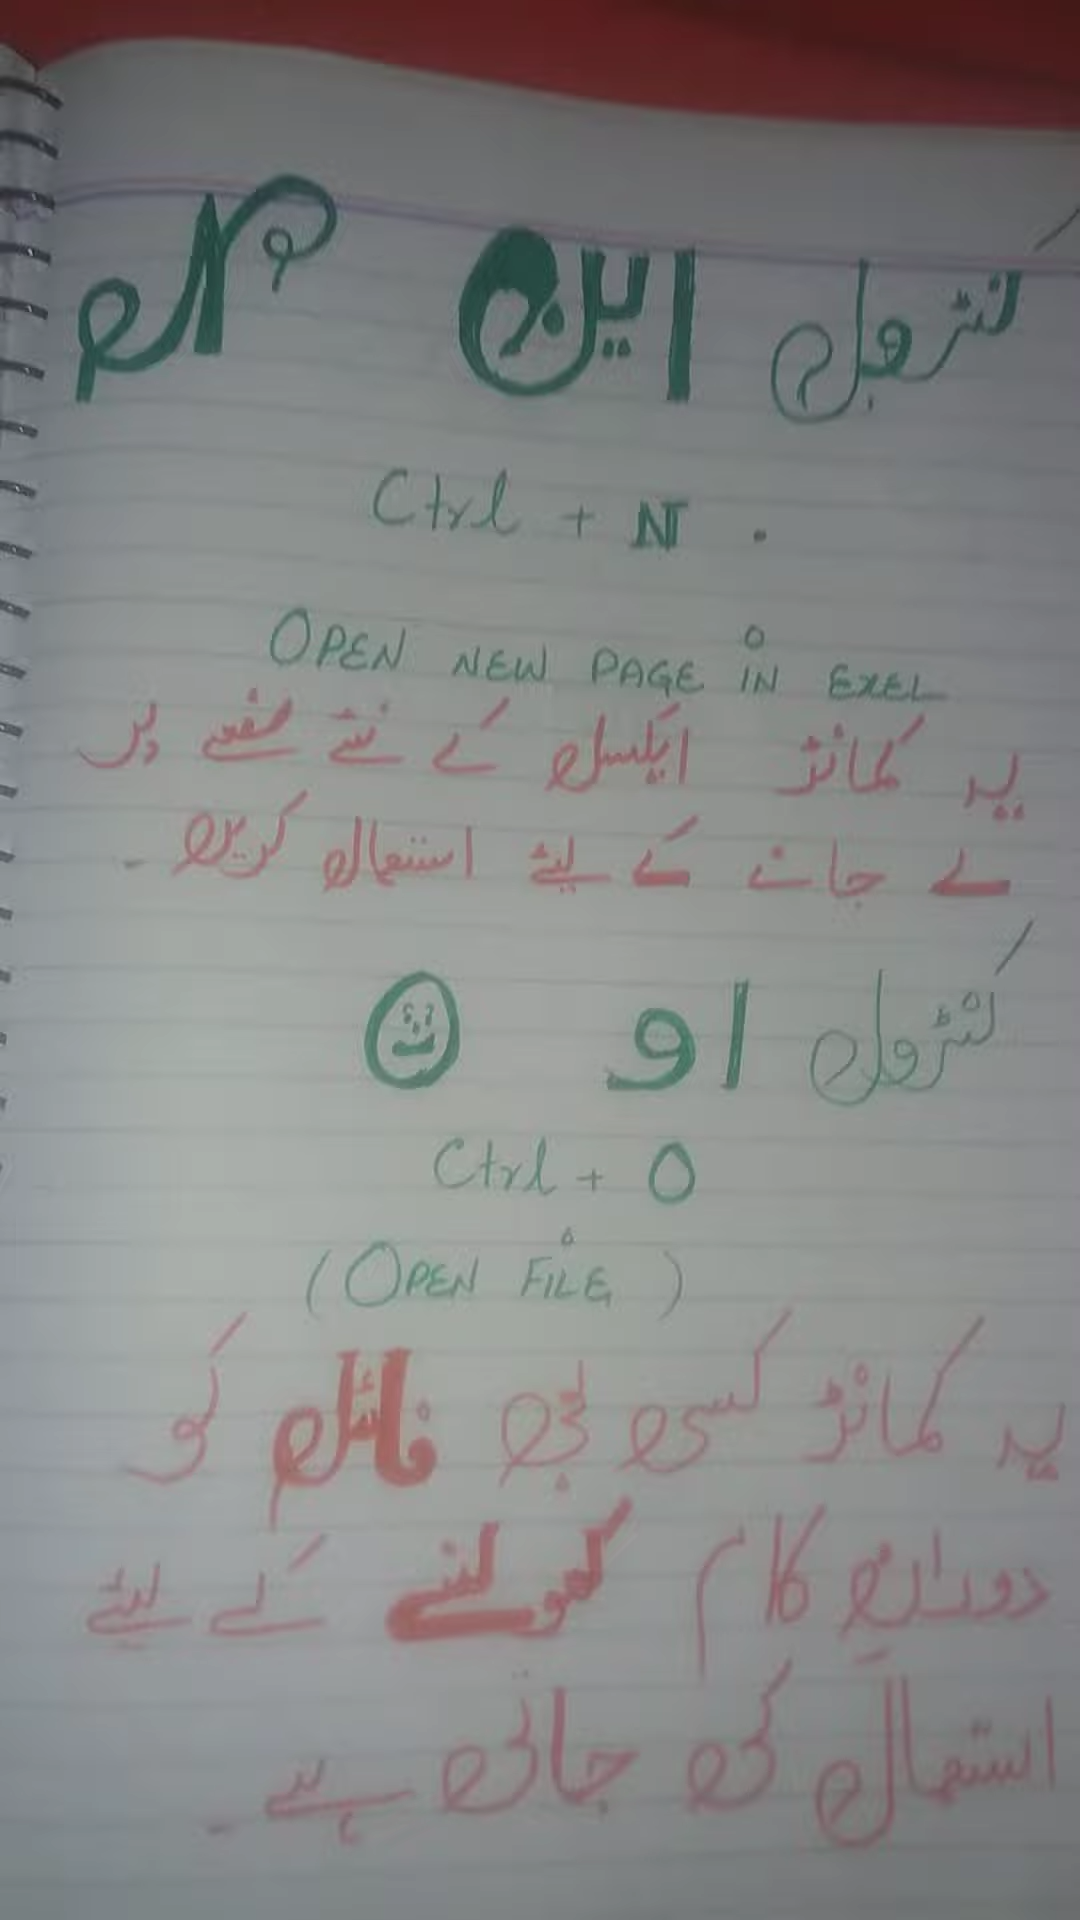 کنٹرول این N
Ctrl + N .
OPEN NEW PAGE IN EXEL
یہ کمانڈ ایکسل کے نئے صفحے پر
لے جانے کے لیئے استعمال کریں۔
کنٹرول او O
Ctrl + O
(OPEN FILE)
یہ کمانڈ کسی بھی فائل کو
دوران کام کھولنے کے لیئے
استعمال کی جاتی ہے۔